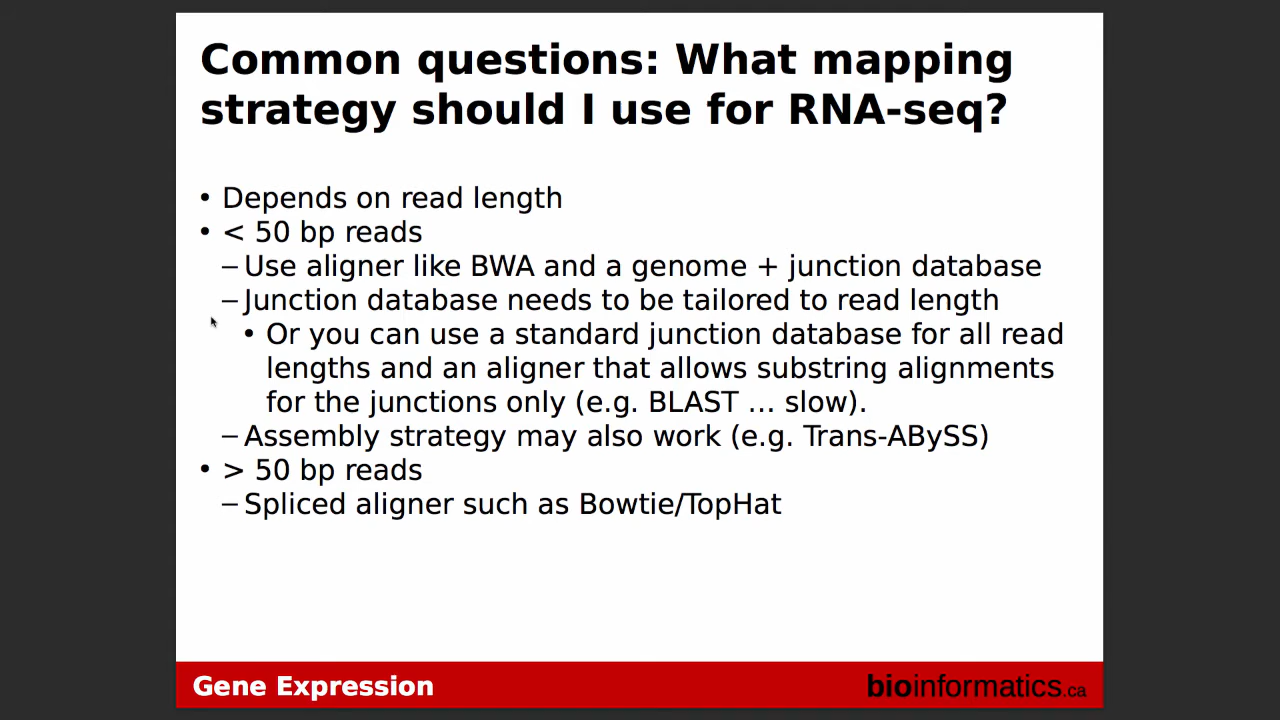 Common questions: What mapping
strategy should I use for RNA-seq?
• Depends on read length
• < 50 bp reads
– Use aligner like BWA and a genome + junction database
– Junction database needs to be tailored to read length
• Or you can use a standard junction database for all read
lengths and an aligner that allows substring alignments
for the junctions only (e.g. BLAST … slow).
– Assembly strategy may also work (e.g. Trans-ABySS)
• > 50 bp reads
– Spliced aligner such as Bowtie/TopHat
Gene Expression
bioinformatics.ca